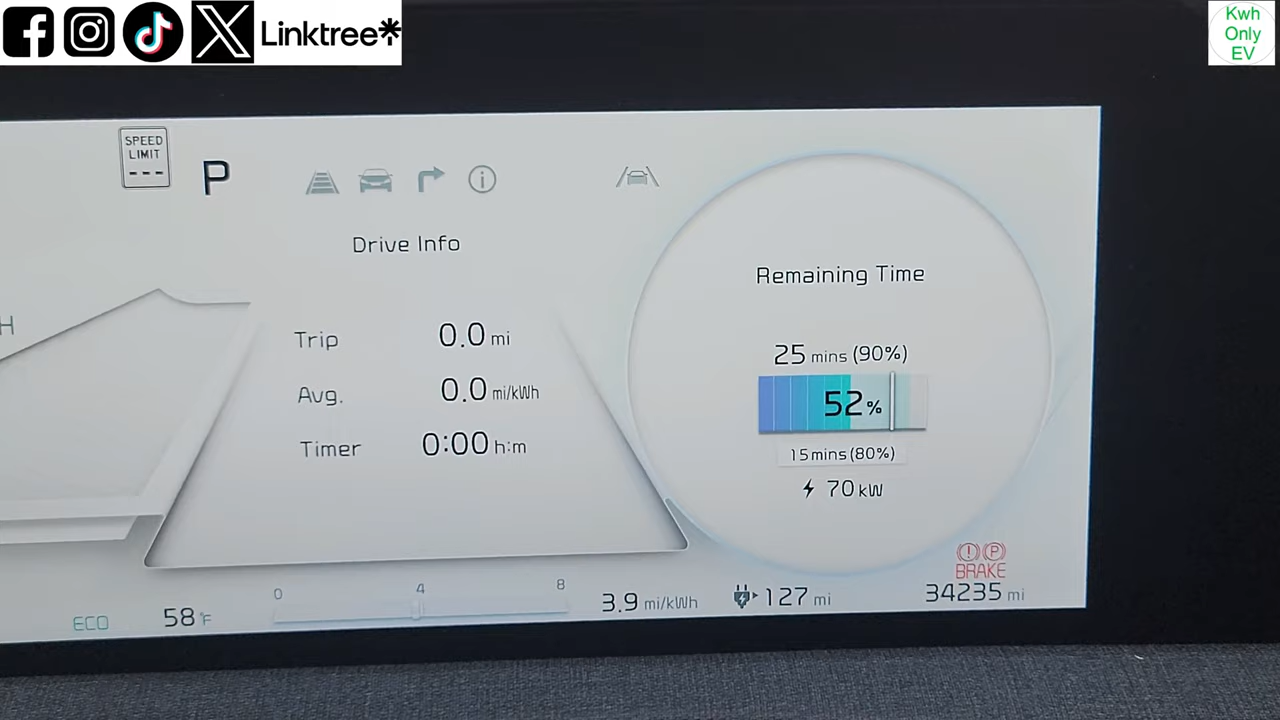 Linktree*
Kwh
Only
EV
SPEED
LIMIT
---
P
Drive Info
Trip 0.0 mi
Avg. 0.0 mi/kWh
Timer 0:00 h:m
H
Remaining Time
25 mins (90%)
52%
15 mins (80%)
70 kW
P
BRAKE
0 4 8
ECO 58°F 3.9 mi/kWh 127 mi 34235 mi